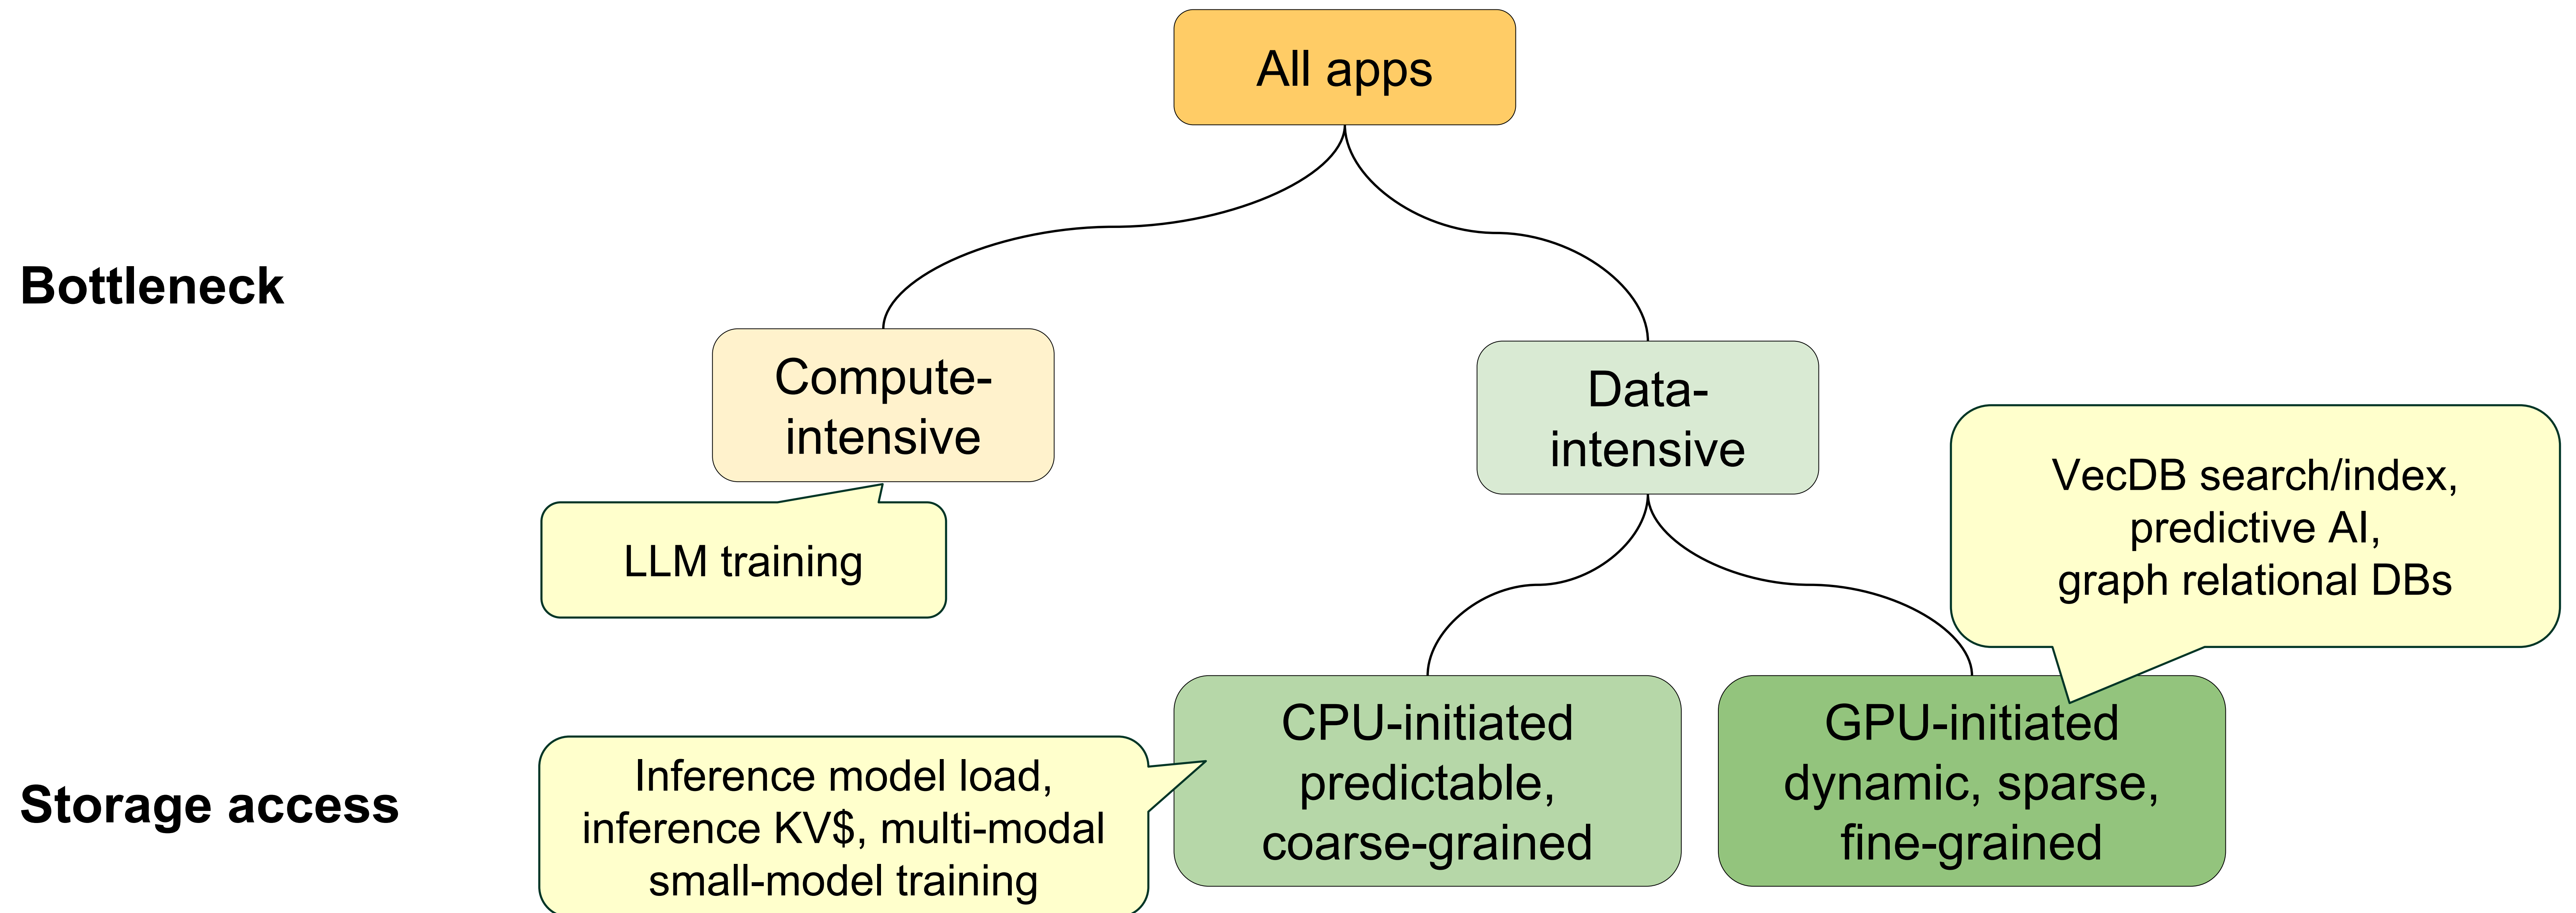 All apps
Bottleneck
Compute-
intensive
Data-
intensive
LLM training
VecDB search/index,
predictive AI,
graph relational DBs
Storage access
Inference model load,
inference KV$, multi-modal
small-model training
CPU-initiated
predictable,
coarse-grained
GPU-initiated
dynamic, sparse,
fine-grained